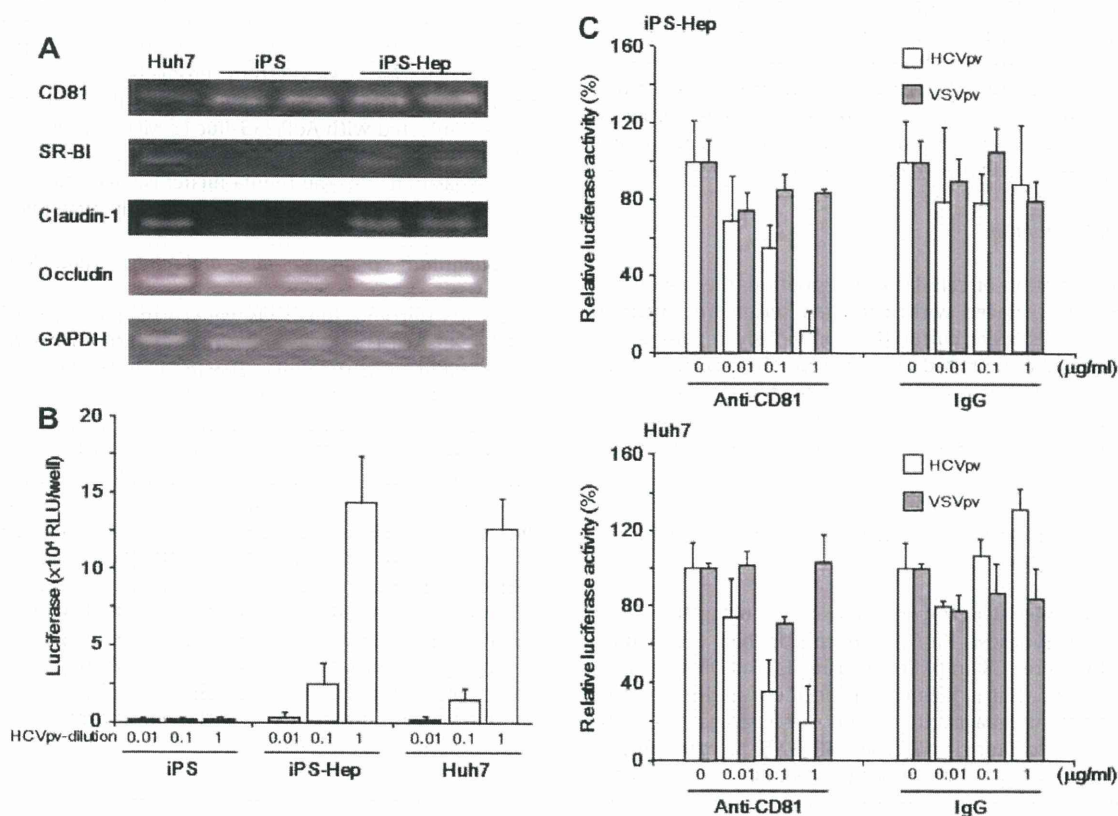 A
Huh7 iPS iPS-Hep
CD81
SR-BI
Claudin-1
Occludin
GAPDH
B
Luciferase (x10⁴ RLU/well)
20
15
10
5
0
HCVpv-dilution 0.01 0.1 1 0.01 0.1 1 0.01 0.1 1
iPS iPS-Hep Huh7
C
iPS-Hep
Relative luciferase activity (%)
160
120
80
40
0
HCVpv
VSVpv
0 0.01 0.1 1 0 0.01 0.1 1 (μg/ml)
Anti-CD81 IgG
Huh7
Relative luciferase activity (%)
160
120
80
40
0
HCVpv
VSVpv
0 0.01 0.1 1 0 0.01 0.1 1 (μg/ml)
Anti-CD81 IgG